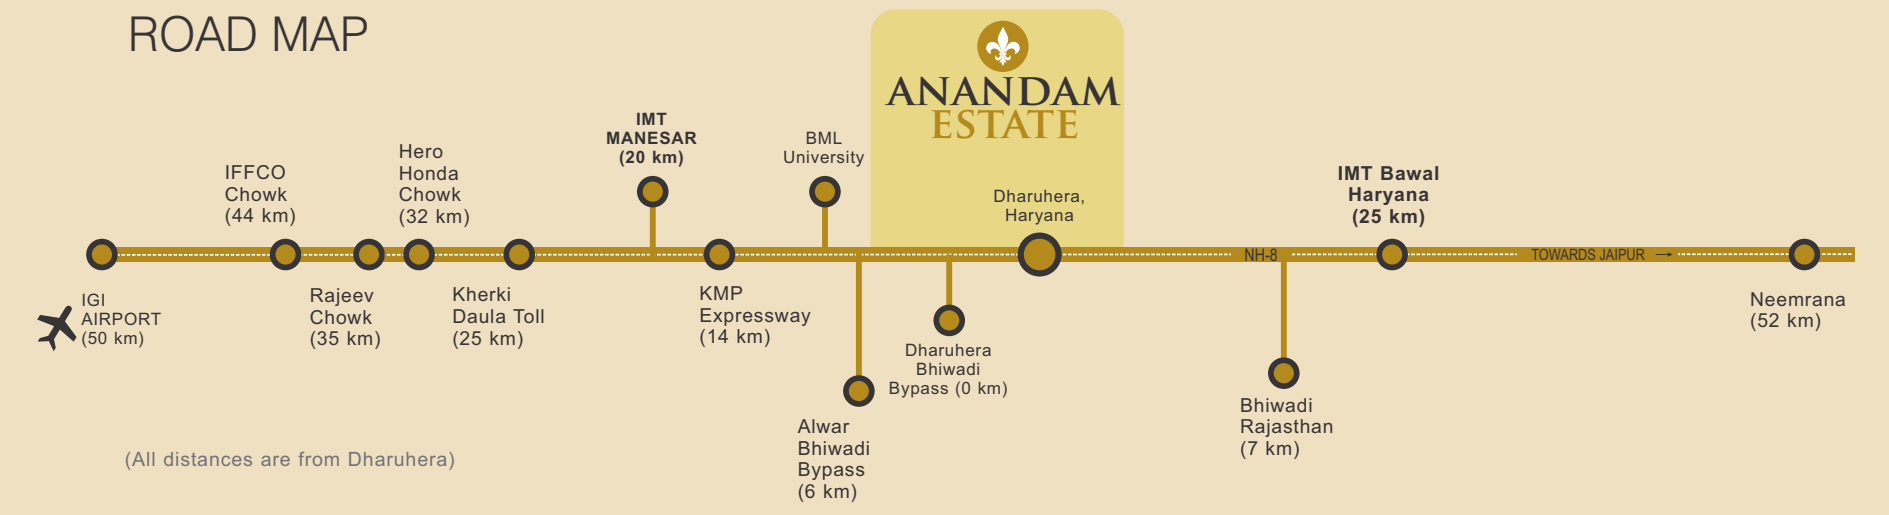 ROAD MAP
ANANDAM
ESTATE
IGI
AIRPORT
(50 km)
IFFCO
Chowk
(44 km)
Rajeev
Chowk
(35 km)
Hero
Honda
Chowk
(32 km)
Kherki
Daula Toll
(25 km)
IMT
MANESAR
(20 km)
KMP
Expressway
(14 km)
BML
University
Alwar
Bhiwadi
Bypass
(6 km)
Dharuhera
Bhiwadi
Bypass (0 km)
Dharuhera,
Haryana
NH-8
Bhiwadi
Rajasthan
(7 km)
IMT Bawal
Haryana
(25 km)
TOWARDS JAIPUR
Neemrana
(52 km)
(All distances are from Dharuhera)